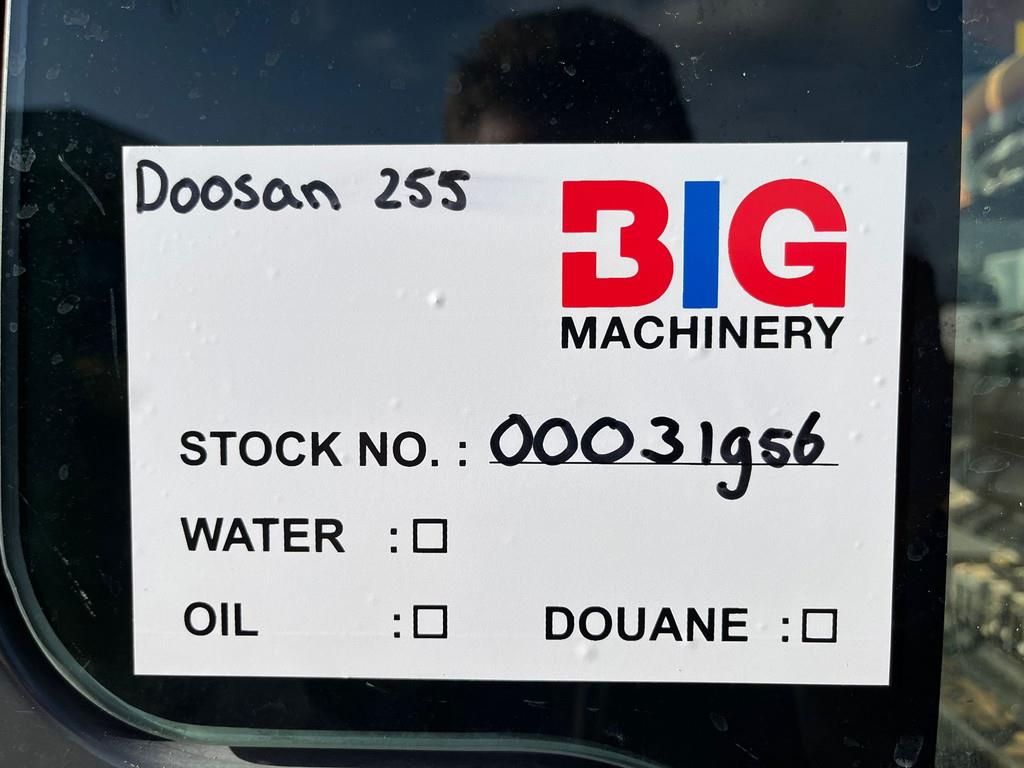 Doosan 255
BIG
MACHINERY
STOCK NO. : 00031956
WATER : ☐
OIL : ☐ DOUANE : ☐